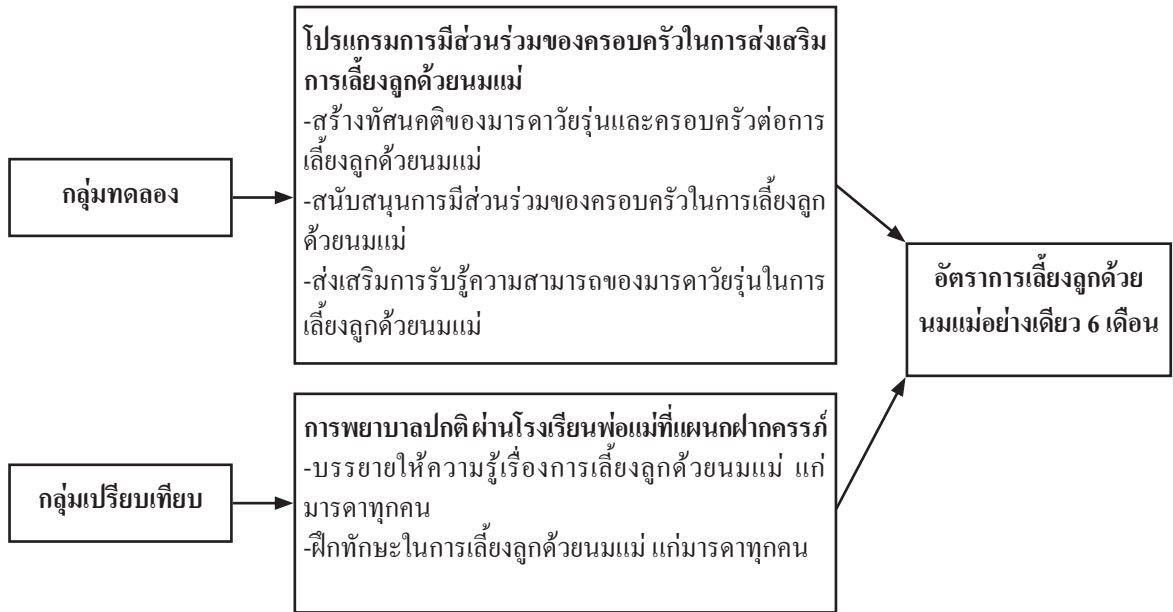 โปรแกรมการมีส่วนร่วมของครอบครัวในการส่งเสริม
การเลี้ยงลูกด้วยนมแม่
-สร้างทัศนคติของมารดาวัยรุ่นและครอบครัวต่อการ
เลี้ยงลูกด้วยนมแม่
-สนับสนุนการมีส่วนร่วมของครอบครัวในการเลี้ยงลูก
ด้วยนมแม่
-ส่งเสริมการรับรู้ความสามารถของมารดาวัยรุ่นในการ
เลี้ยงลูกด้วยนมแม่
กลุ่มทดลอง
อัตราการเลี้ยงลูกด้วย
นมแม่อย่างเดียว 6 เดือน
การพยาบาลปกติ ผ่านโรงเรียนพ่อแม่ที่แผนกฝากครรภ์
-บรรยายให้ความรู้เรื่องการเลี้ยงลูกด้วยนมแม่ แก่
มารดาทุกคน
-ฝึกทักษะในการเลี้ยงลูกด้วยนมแม่ แก่มารดาทุกคน
กลุ่มเปรียบเทียบ